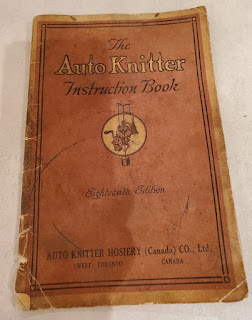 The
Auto Knitter
Instruction Book
Eighteenth Edition
AUTO KNITTER HOSIERY (Canada) CO., Ltd.
WEST TORONTO CANADA